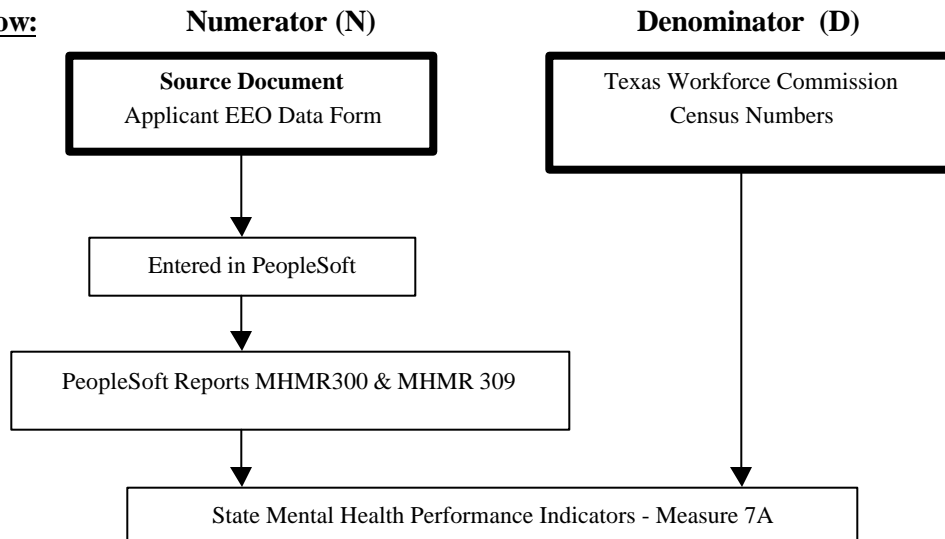 ow: Numerator (N) Denominator (D)
Source Document
Applicant EEO Data Form
Texas Workforce Commission
Census Numbers
Entered in PeopleSoft
PeopleSoft Reports MHMR300 & MHMR 309
State Mental Health Performance Indicators - Measure 7A